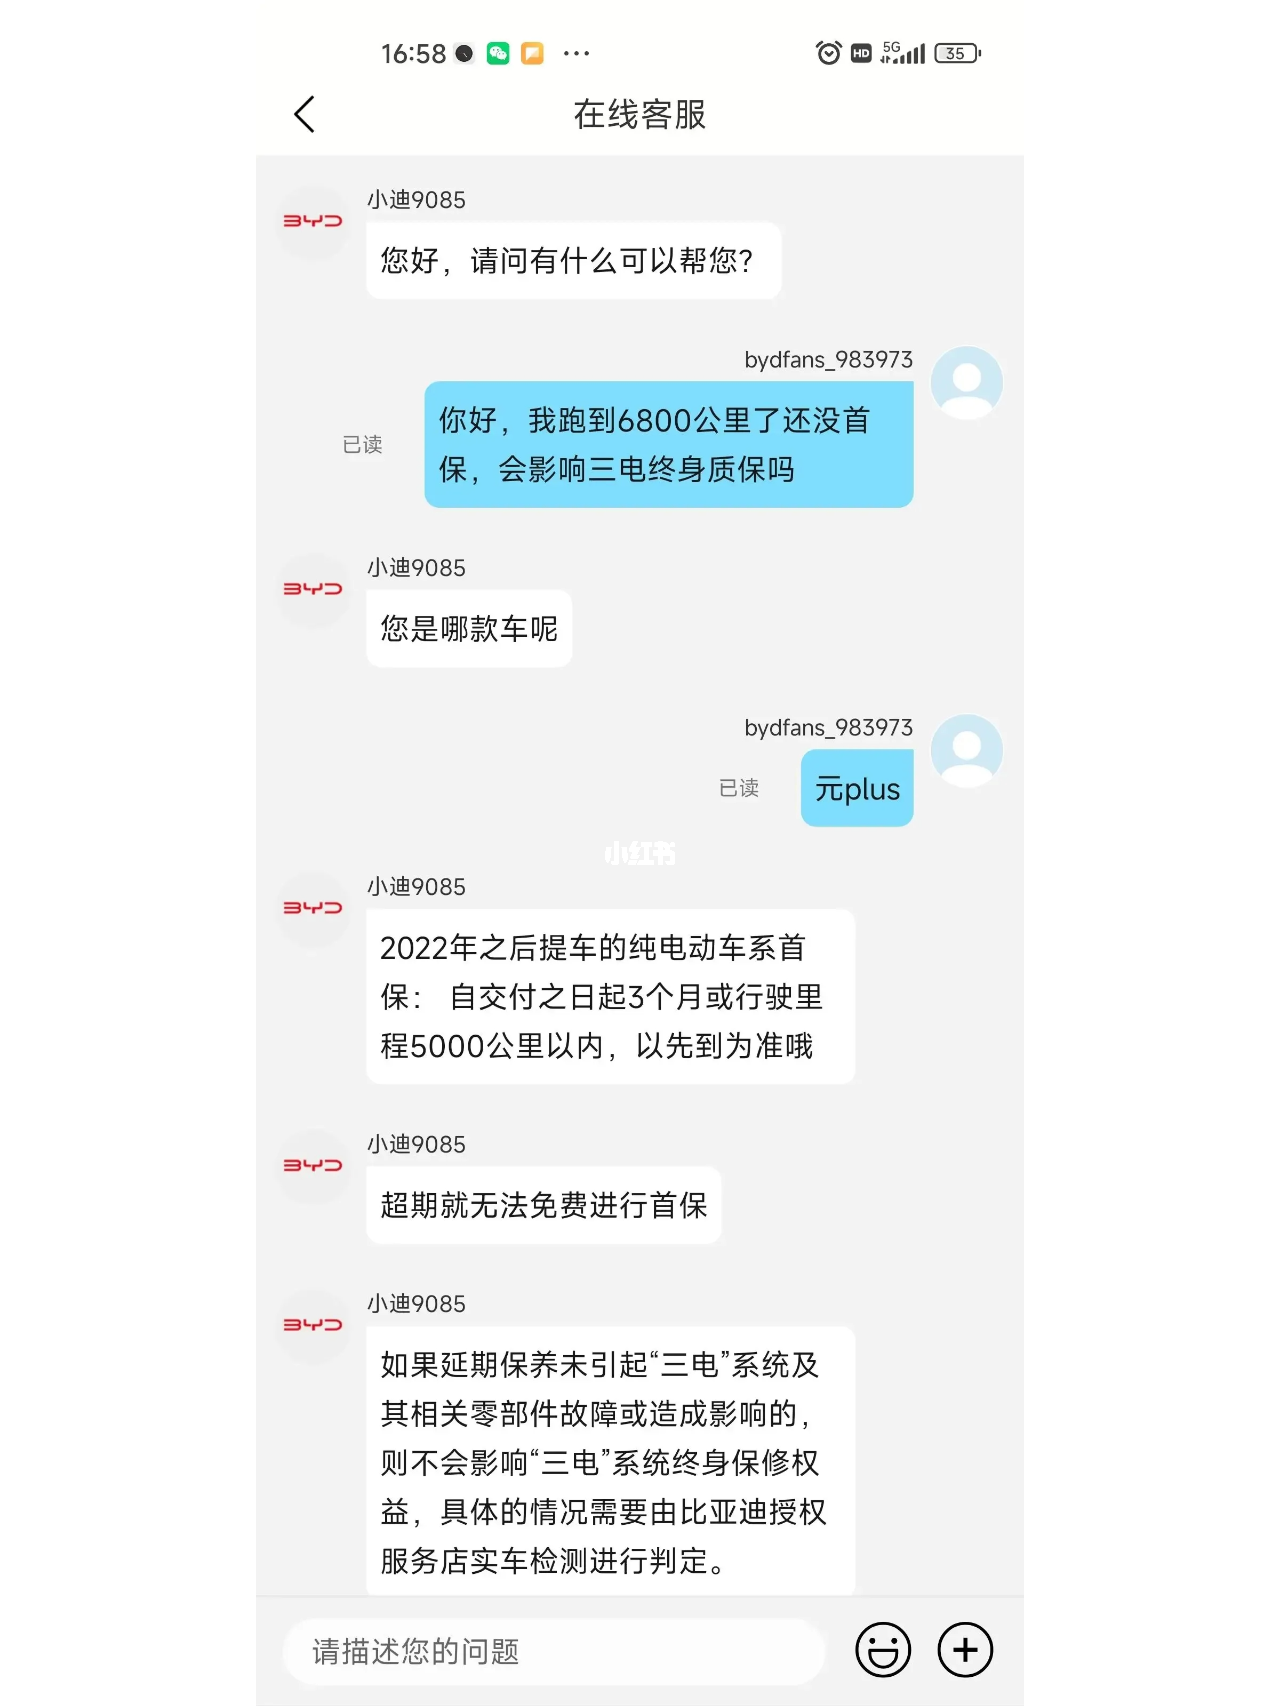 16:58 ··· HD 5G 35
在线客服
小迪9085
BYD
您好，请问有什么可以帮您？
bydfans_983973
你好，我跑到6800公里了还没首
已读
保，会影响三电终身质保吗
小迪9085
BYD
您是哪款车呢
bydfans_983973
已读
元plus
小红书
小迪9085
BYD
2022年之后提车的纯电动车系首
保： 自交付之日起3个月或行驶里
程5000公里以内，以先到为准哦
小迪9085
BYD
超期就无法免费进行首保
小迪9085
BYD
如果延期保养未引起“三电”系统及
其相关零部件故障或造成影响的，
则不会影响“三电”系统终身保修权
益，具体的情况需要由比亚迪授权
服务店实车检测进行判定。
请描述您的问题